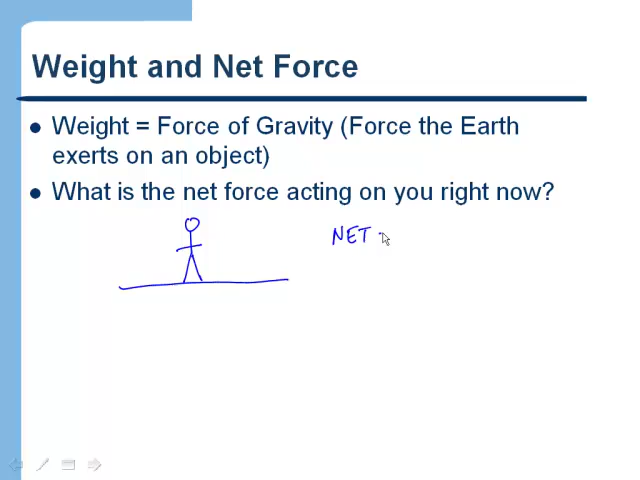 Weight and Net Force
Weight = Force of Gravity (Force the Earth
exerts on an object)
What is the net force acting on you right now?
NET